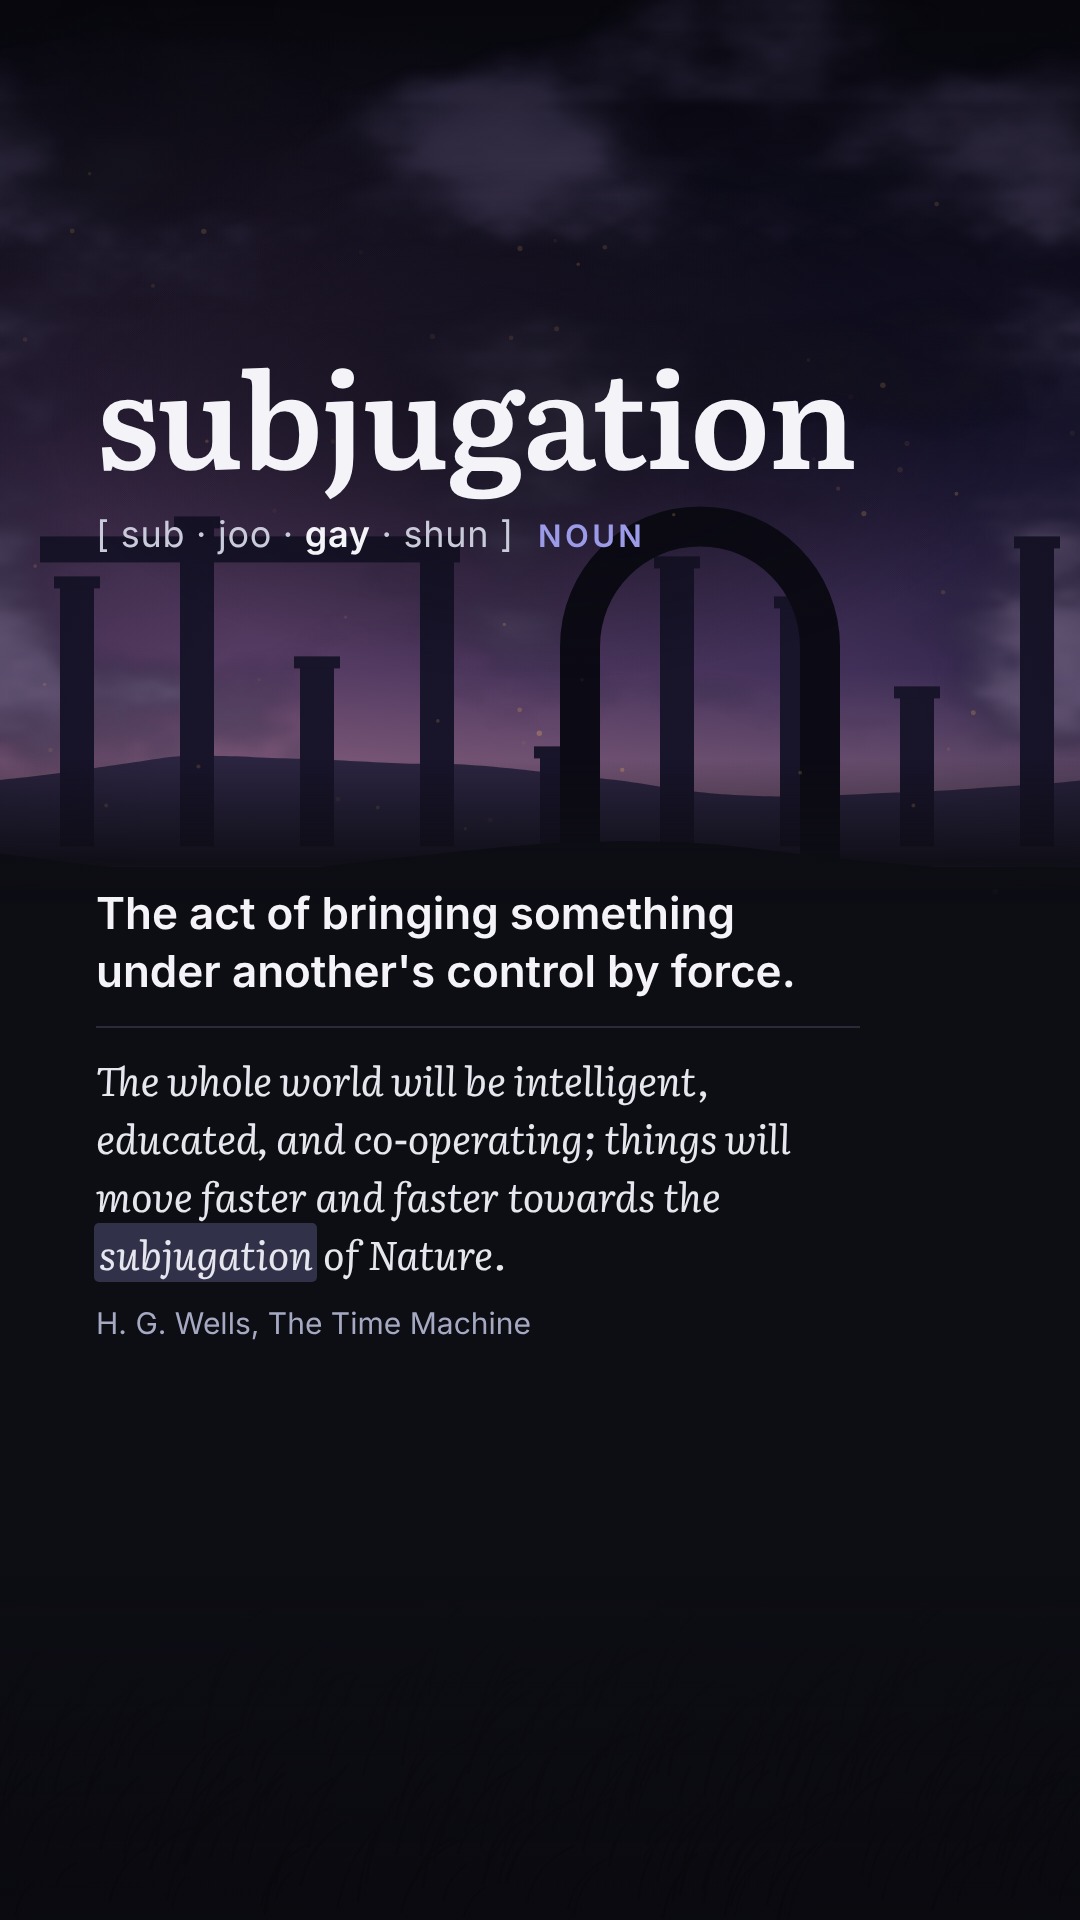 subjugation
[ sub · joo · gay · shun ] NOUN
The act of bringing something
under another's control by force.
The whole world will be intelligent,
educated, and co-operating; things will
move faster and faster towards the
subjugation of Nature.
H. G. Wells, The Time Machine